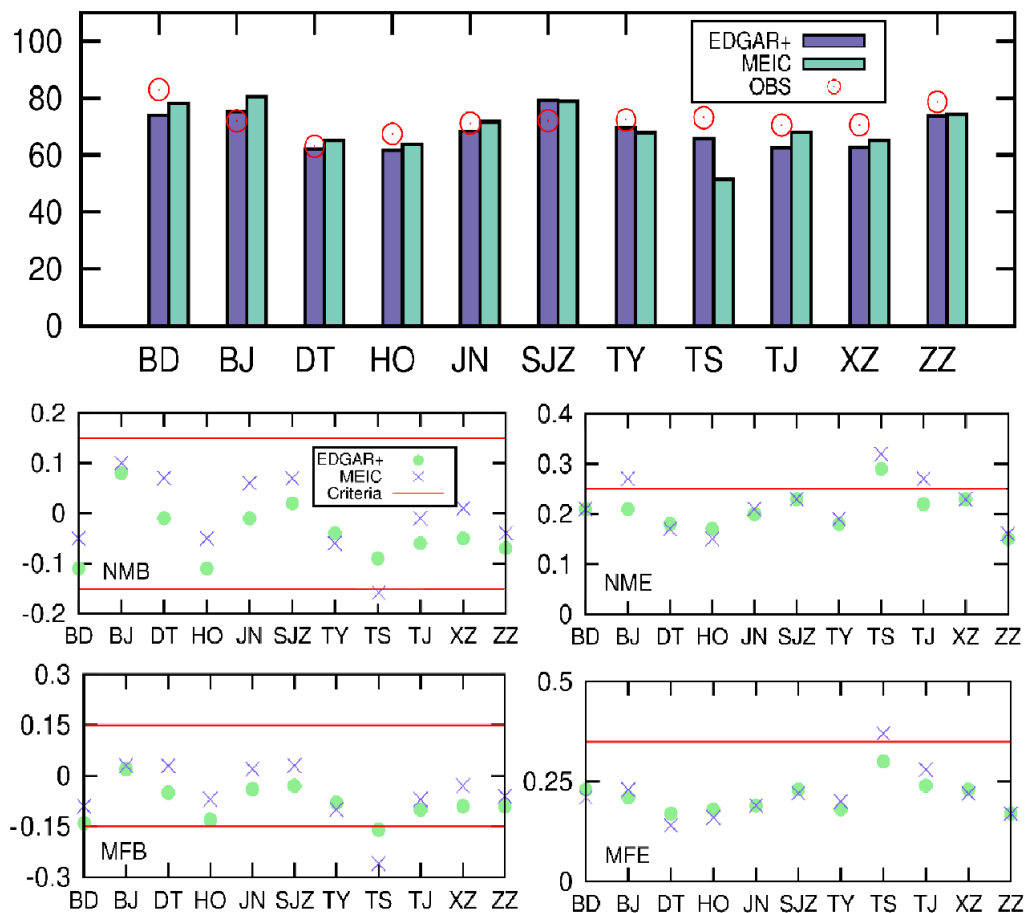 100
80
60
40
20
0
EDGAR+
MEIC
OBS
BD BJ DT HO JN SJZ TY TS TJ XZ ZZ
0.2
0.1
0
-0.1
-0.2
EDGAR+
MEIC
Criteria
NMB
BD BJ DT HO JN SJZ TY TS TJ XZ ZZ
0.4
0.3
0.2
0.1
0
NME
BD BJ DT HO JN SJZ TY TS TJ XZ ZZ
0.3
0.15
0
-0.15
-0.3
MFB
BD BJ DT HO JN SJZ TY TS TJ XZ ZZ
0.5
0.25
0
MFE
BD BJ DT HO JN SJZ TY TS TJ XZ ZZ